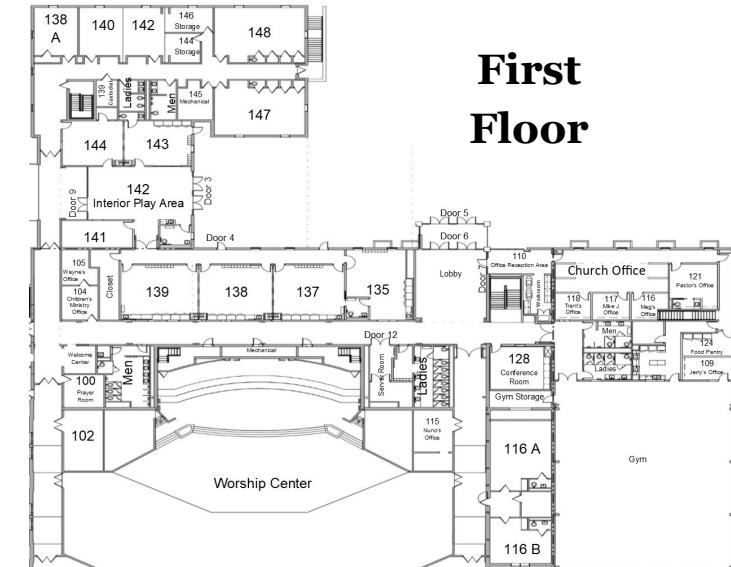 First
Floor
138
A
140
142
146
Storage
144
Storage
148
139
Custodial
Ladies
Men
145
Mechanical
147
144
143
142
Interior Play Area
Door 9
Door 3
141
Door 4
Door 5
Door 6
105
Wayne's
Office
104
Children's
Ministry
Office
Closet
139
138
137
135
Lobby
Door 7
110
Office Reception Area
Workroom
Church Office
121
Pastor's Office
118
Trent's
Office
117
Mike J
Office
116
Meg's
Office
Door 12
Men
Ladies
124
Food Pantry
109
Jerry's Office
Welcome
Center
100
Prayer
Room
Men
Mechanical
Server Room
Ladies
128
Conference
Room
Gym Storage
102
115
Nuno's
Office
116 A
Gym
Worship Center
116 B